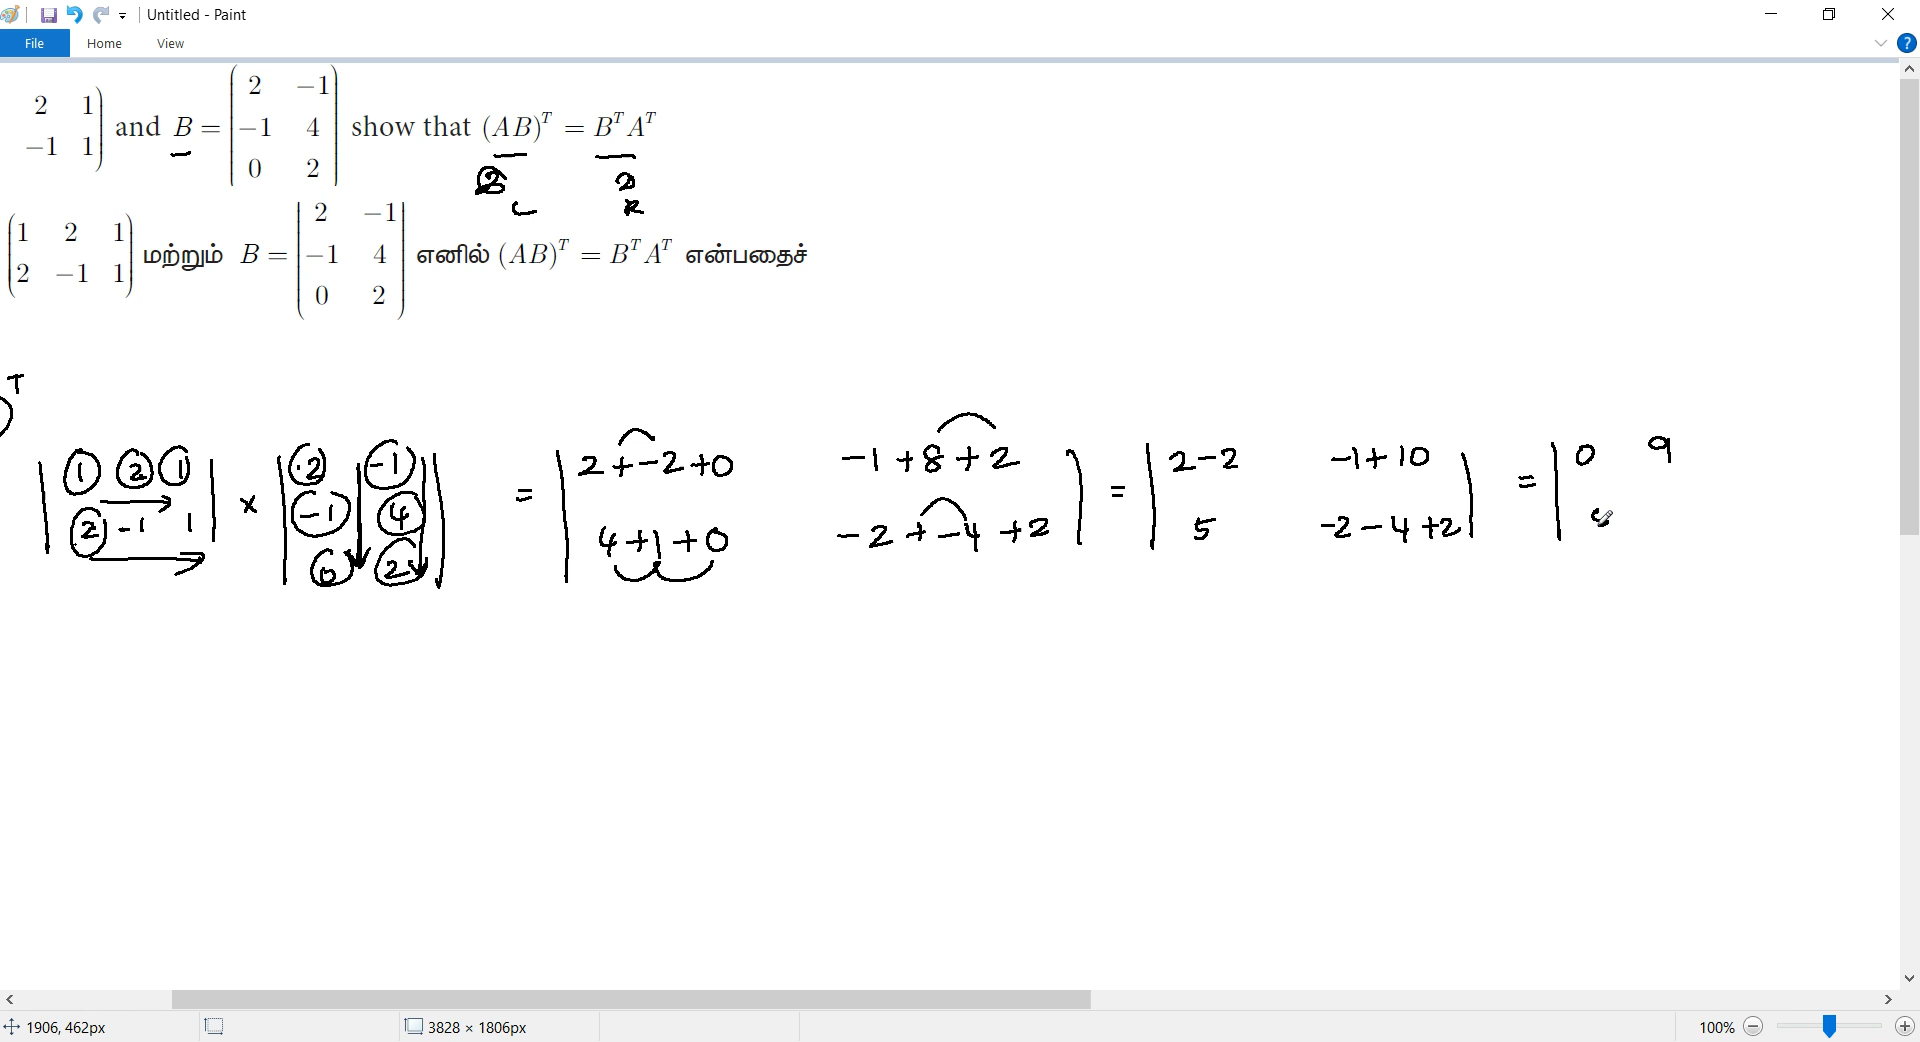 Untitled - Paint
File Home View
2 1
-1 1
and B =
2 -1
-1 4
0 2
show that (AB)^T = B^T A^T
2 2
L R
1 2 1
2 -1 1
மற்றும் B =
2 -1
-1 4
0 2
எனில் (AB)^T = B^T A^T என்பதைச்
T
| 1 2 1 | × | 2 -1 | = | 2+-2+0 -1+8+2 | = | 2-2 -1+10 | = | 0 9
| 2 -1 1 | | -1 4 | | 4+1+0 -2+-4+2 | | 5 -2-4+2 | |
0 2
1906, 462px 3828 × 1806px 100%